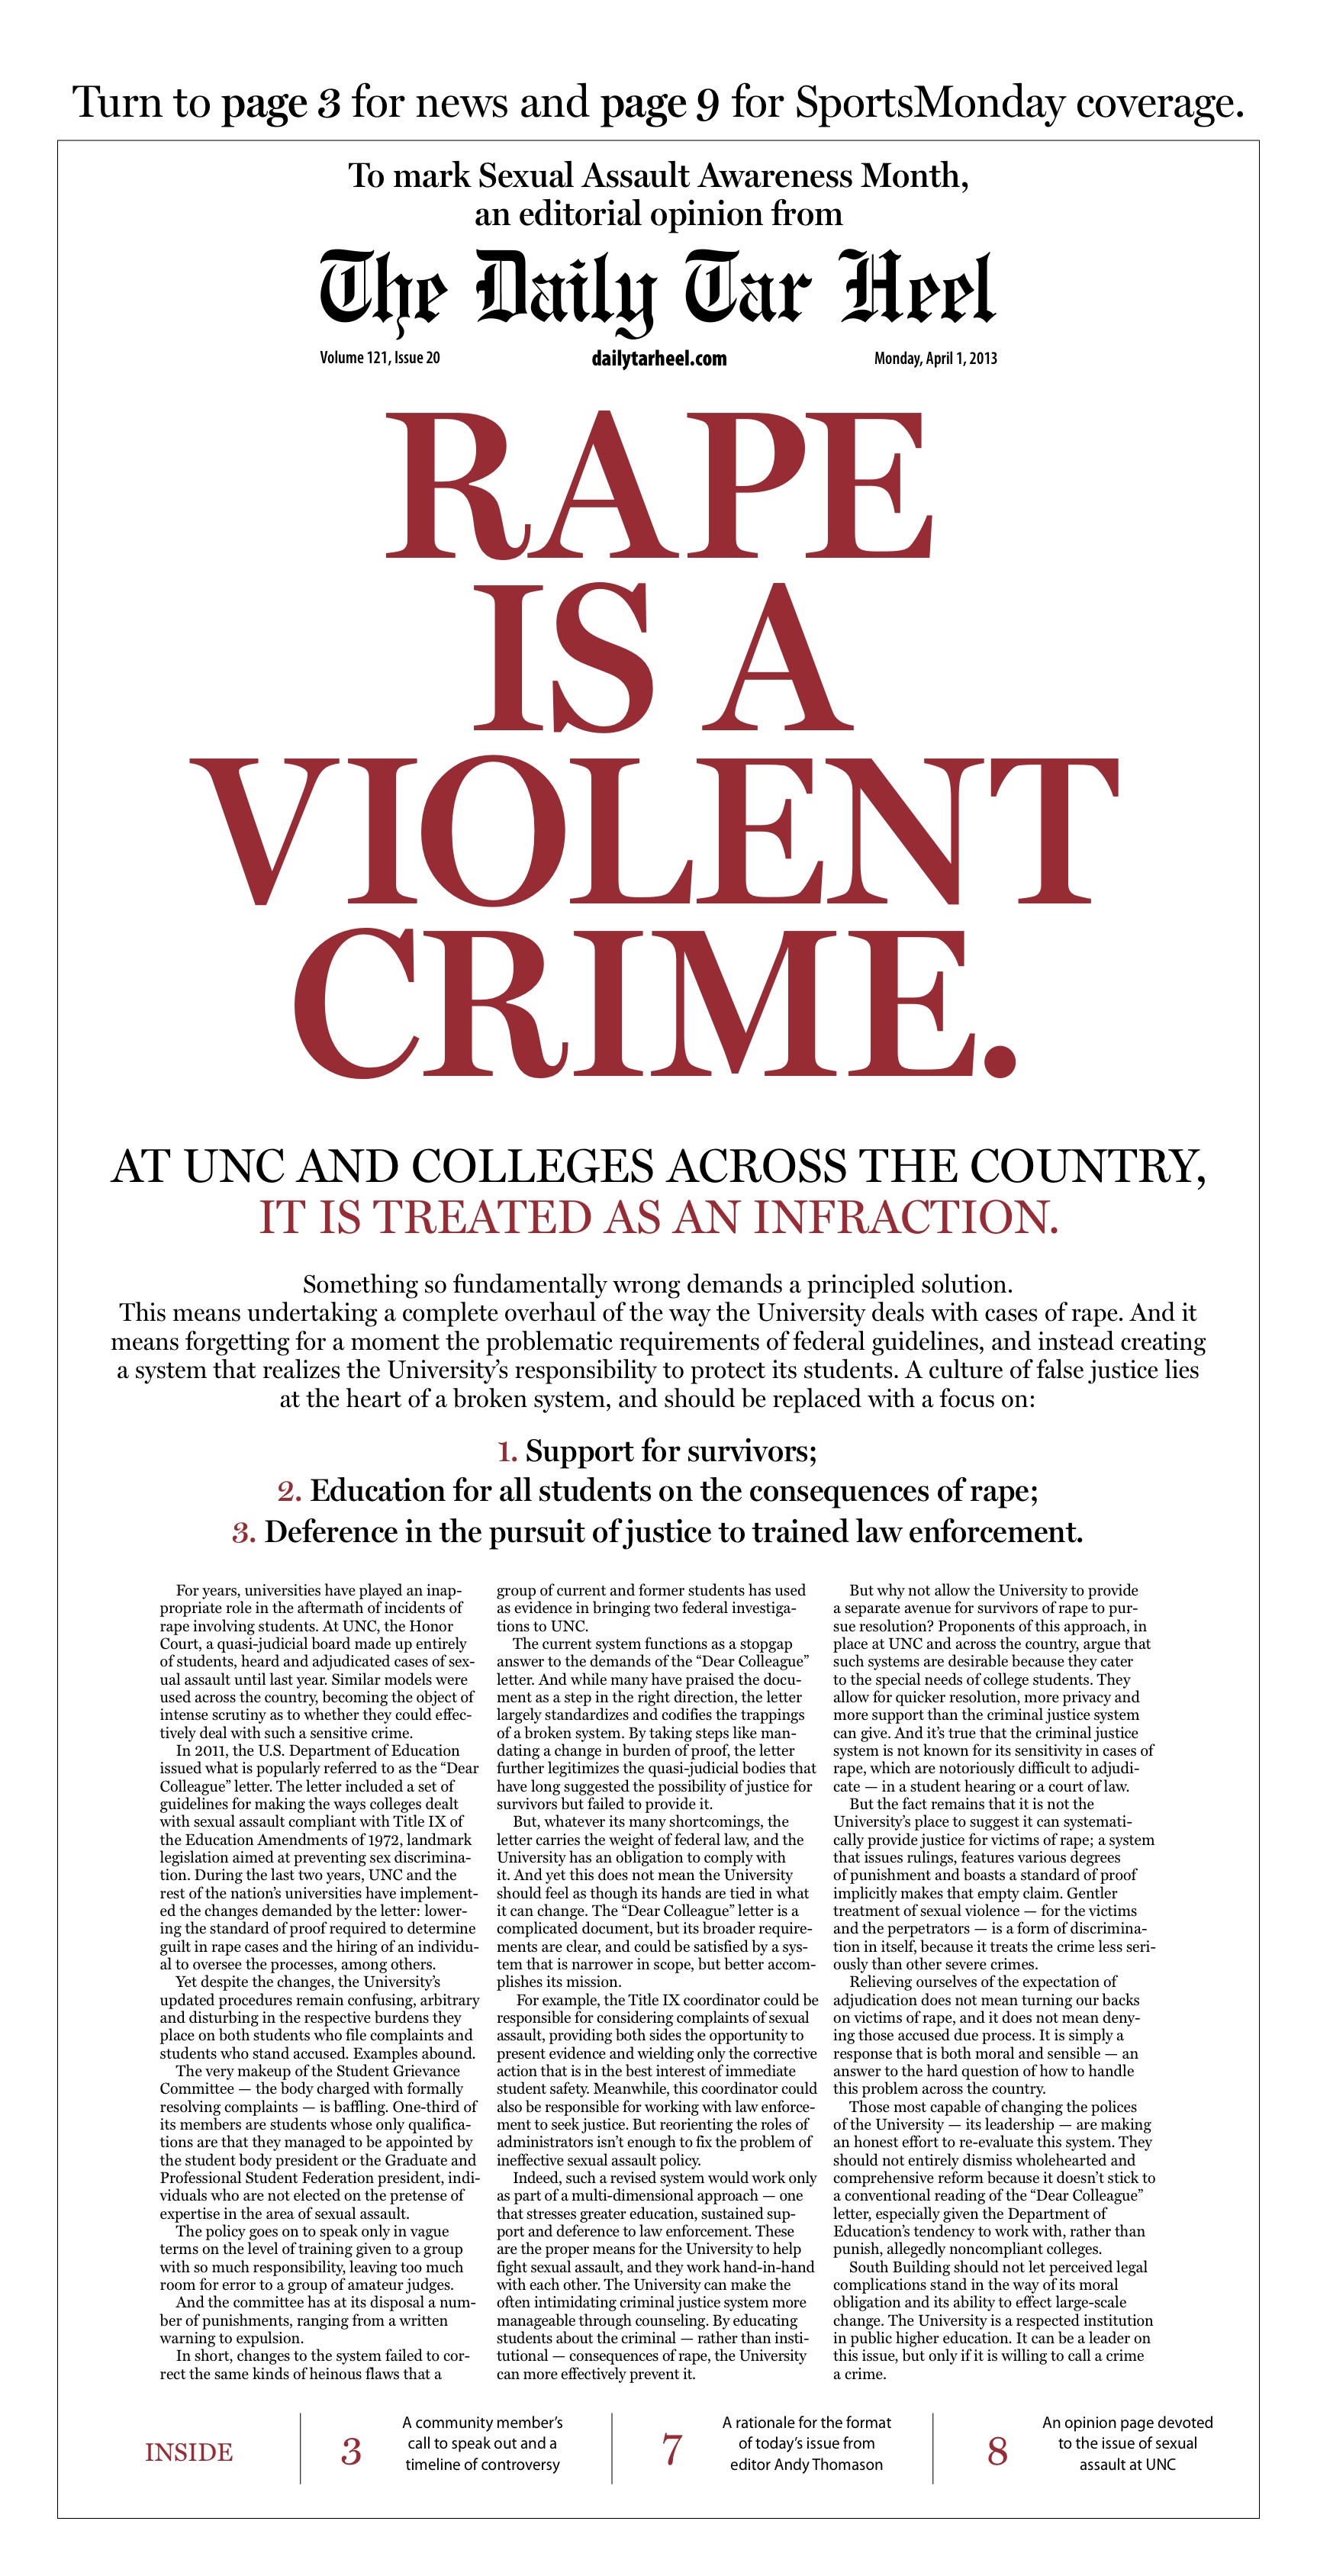 Turn to page 3 for news and page 9 for SportsMonday coverage.
To mark Sexual Assault Awareness Month,
an editorial opinion from
The Daily Tar Heel
Volume 121, Issue 20
dailytarheel.com
Monday, April 1, 2013
RAPE
IS A
VIOLENT
CRIME.
AT UNC AND COLLEGES ACROSS THE COUNTRY,
IT IS TREATED AS AN INFRACTION.
Something so fundamentally wrong demands a principled solution.
This means undertaking a complete overhaul of the way the University deals with cases of rape. And it
means forgetting for a moment the problematic requirements of federal guidelines, and instead creating
a system that realizes the University’s responsibility to protect its students. A culture of false justice lies
at the heart of a broken system, and should be replaced with a focus on:
1. Support for survivors;
2. Education for all students on the consequences of rape;
3. Deference in the pursuit of justice to trained law enforcement.
For years, universities have played an inap-
propriate role in the aftermath of incidents of
rape involving students. At UNC, the Honor
Court, a quasi-judicial board made up entirely
of students, heard and adjudicated cases of sex-
ual assault until last year. Similar models were
used across the country, becoming the object of
intense scrutiny as to whether they could effec-
tively deal with such a sensitive crime.
In 2011, the U.S. Department of Education
issued what is popularly referred to as the “Dear
Colleague” letter. The letter included a set of
guidelines for making the ways colleges dealt
with sexual assault compliant with Title IX of
the Education Amendments of 1972, landmark
legislation aimed at preventing sex discrimina-
tion. During the last two years, UNC and the
rest of the nation’s universities have implement-
ed the changes demanded by the letter: lower-
ing the standard of proof required to determine
guilt in rape cases and the hiring of an individu-
al to oversee the processes, among others.
Yet despite the changes, the University’s
updated procedures remain confusing, arbitrary
and disturbing in the respective burdens they
place on both students who file complaints and
students who stand accused. Examples abound.
The very makeup of the Student Grievance
Committee — the body charged with formally
resolving complaints — is baffling. One-third of
its members are students whose only qualifica-
tions are that they managed to be appointed by
the student body president or the Graduate and
Professional Student Federation president, indi-
viduals who are not elected on the pretense of
expertise in the area of sexual assault.
The policy goes on to speak only in vague
terms on the level of training given to a group
with so much responsibility, leaving too much
room for error to a group of amateur judges.
And the committee has at its disposal a num-
ber of punishments, ranging from a written
warning to expulsion.
In short, changes to the system failed to cor-
rect the same kinds of heinous flaws that a
group of current and former students has used
as evidence in bringing two federal investiga-
tions to UNC.
The current system functions as a stopgap
answer to the demands of the “Dear Colleague”
letter. And while many have praised the docu-
ment as a step in the right direction, the letter
largely standardizes and codifies the trappings
of a broken system. By taking steps like man-
dating a change in burden of proof, the letter
further legitimizes the quasi-judicial bodies that
have long suggested the possibility of justice for
survivors but failed to provide it.
But, whatever its many shortcomings, the
letter carries the weight of federal law, and the
University has an obligation to comply with
it. And yet this does not mean the University
should feel as though its hands are tied in what
it can change. The “Dear Colleague” letter is a
complicated document, but its broader require-
ments are clear, and could be satisfied by a sys-
tem that is narrower in scope, but better accom-
plishes its mission.
For example, the Title IX coordinator could be
responsible for considering complaints of sexual
assault, providing both sides the opportunity to
present evidence and wielding only the corrective
action that is in the best interest of immediate
student safety. Meanwhile, this coordinator could
also be responsible for working with law enforce-
ment to seek justice. But reorienting the roles of
administrators isn’t enough to fix the problem of
ineffective sexual assault policy.
Indeed, such a revised system would work only
as part of a multi-dimensional approach — one
that stresses greater education, sustained sup-
port and deference to law enforcement. These
are the proper means for the University to help
fight sexual assault, and they work hand-in-hand
with each other. The University can make the
often intimidating criminal justice system more
manageable through counseling. By educating
students about the criminal — rather than insti-
tutional — consequences of rape, the University
can more effectively prevent it.
But why not allow the University to provide
a separate avenue for survivors of rape to pur-
sue resolution? Proponents of this approach, in
place at UNC and across the country, argue that
such systems are desirable because they cater
to the special needs of college students. They
allow for quicker resolution, more privacy and
more support than the criminal justice system
can give. And it’s true that the criminal justice
system is not known for its sensitivity in cases of
rape, which are notoriously difficult to adjudi-
cate — in a student hearing or a court of law.
But the fact remains that it is not the
University’s place to suggest it can systemati-
cally provide justice for victims of rape; a system
that issues rulings, features various degrees
of punishment and boasts a standard of proof
implicitly makes that empty claim. Gentler
treatment of sexual violence — for the victims
and the perpetrators — is a form of discrimina-
tion in itself, because it treats the crime less seri-
ously than other severe crimes.
Relieving ourselves of the expectation of
adjudication does not mean turning our backs
on victims of rape, and it does not mean deny-
ing those accused due process. It is simply a
response that is both moral and sensible — an
answer to the hard question of how to handle
this problem across the country.
Those most capable of changing the polices
of the University — its leadership — are making
an honest effort to re-evaluate this system. They
should not entirely dismiss wholehearted and
comprehensive reform because it doesn’t stick to
a conventional reading of the “Dear Colleague”
letter, especially given the Department of
Education’s tendency to work with, rather than
punish, allegedly noncompliant colleges.
South Building should not let perceived legal
complications stand in the way of its moral
obligation and its ability to effect large-scale
change. The University is a respected institution
in public higher education. It can be a leader on
this issue, but only if it is willing to call a crime
a crime.
INSIDE
3
A community member’s
call to speak out and a
timeline of controversy
7
A rationale for the format
of today’s issue from
editor Andy Thomason
8
An opinion page devoted
to the issue of sexual
assault at UNC